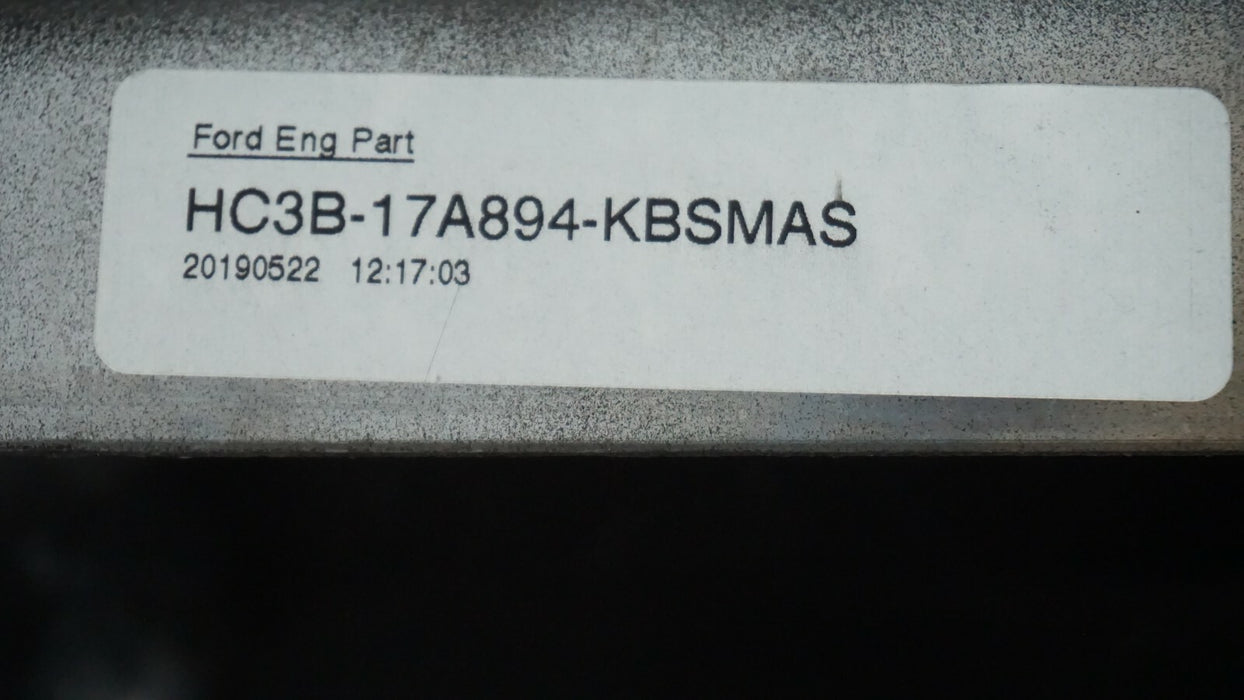 Ford Eng Part
HC3B-17A894-KBSMAS
20190522 12:17:03